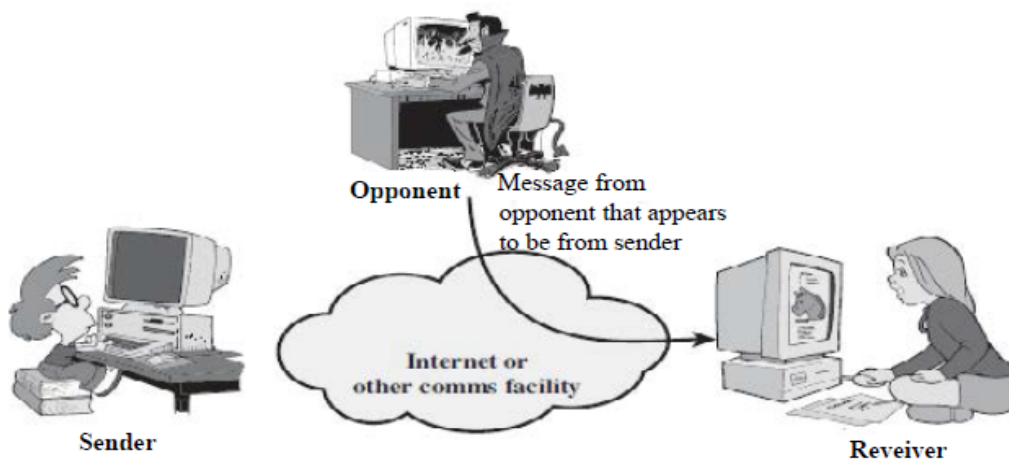 Opponent
Message from
opponent that appears
to be from sender
Internet or
other comms facility
Sender
Reveiver